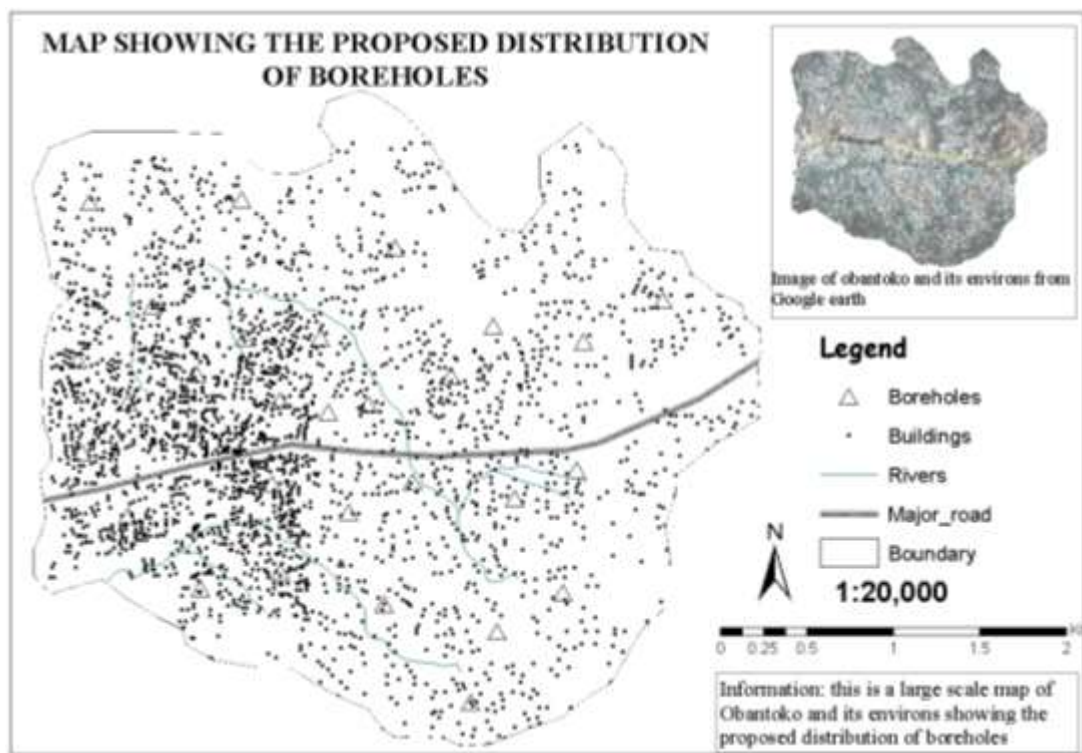 MAP SHOWING THE PROPOSED DISTRIBUTION
OF BOREHOLES
Image of obantoko and its environs from
Google earth
Legend
Boreholes
Buildings
Rivers
Major_road
Boundary
N
1:20,000
0 0.25 0.5 1 1.5 2
Information: this is a large scale map of
Obantoko and its environs showing the
proposed distribution of boreholes